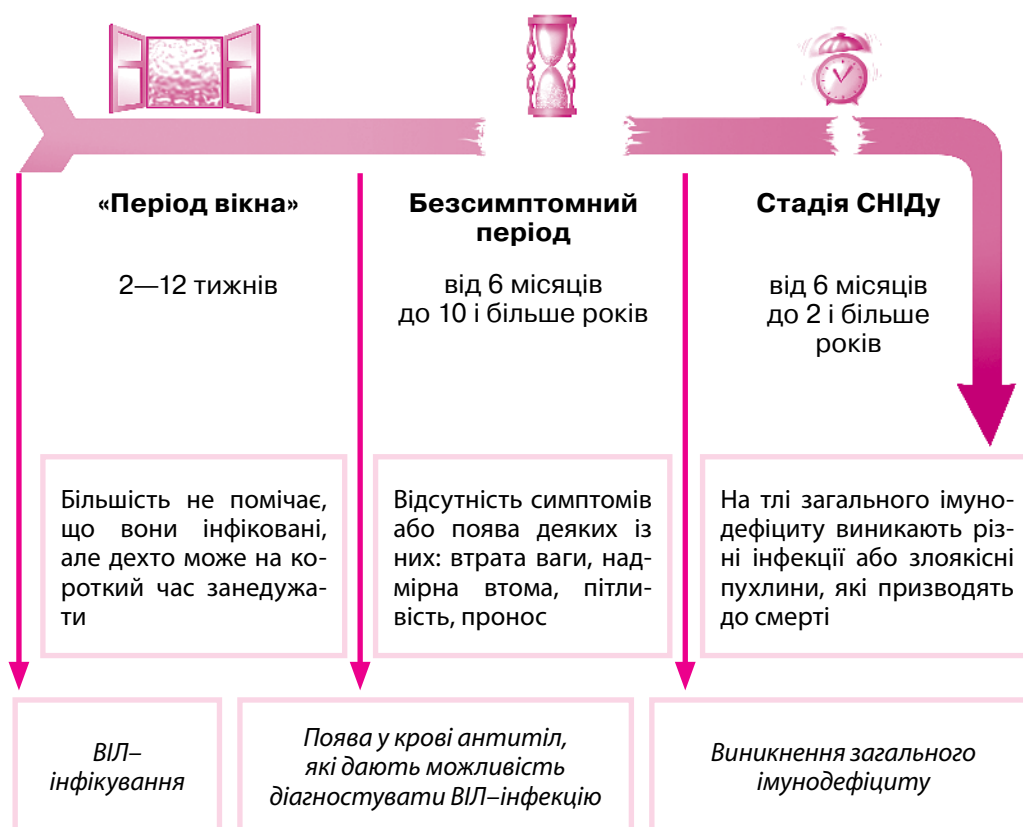 «Період вікна»
2—12 тижнів
Безсимптомний
період
від 6 місяців
до 10 і більше років
Стадія СНІДу
від 6 місяців
до 2 і більше
років
Більшість не помічає,
що вони інфіковані,
але дехто може на ко-
роткий час занедужа-
ти
Відсутність симптомів
або поява деяких із
них: втрата ваги, над-
мірна втома, пітли-
вість, пронос
На тлі загального імуно-
дефіциту виникають різ-
ні інфекції або злоякісні
пухлини, які призводять
до смерті
ВІЛ–
інфікування
Поява у крові антитіл,
які дають можливість
діагностувати ВІЛ–інфекцію
Виникнення загального
імунодефіциту